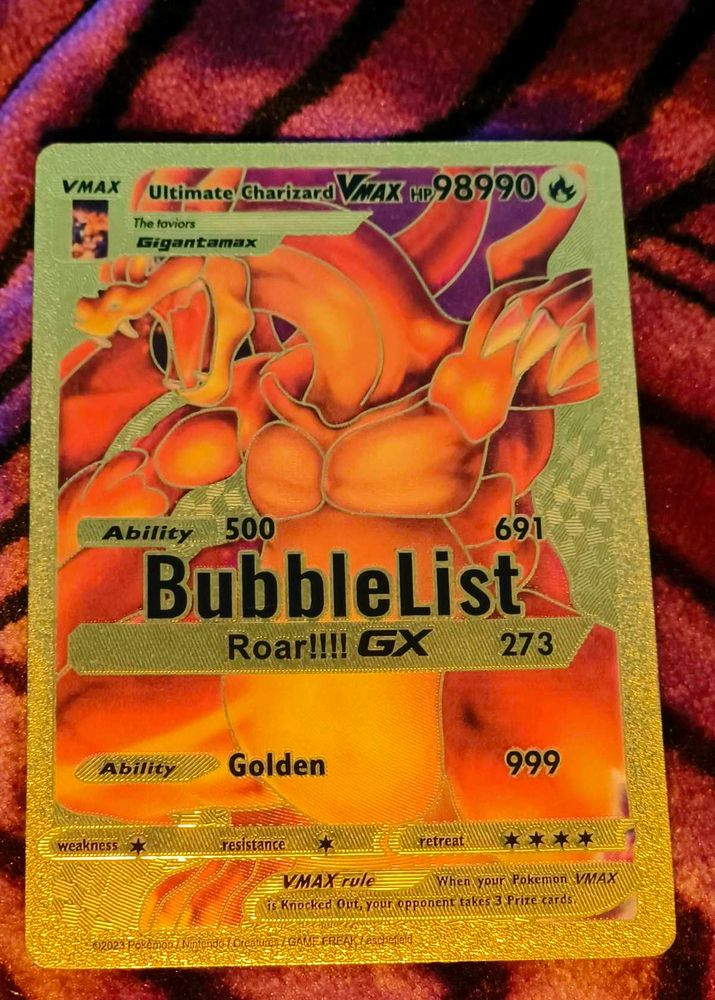 VMAX Ultimate Charizard VMAX HP 98990
The taviors
Gigantamax
Ability 500 691
BubbleList
Roar!!!! GX 273
Ability Golden 999
weakness resistance retreat
VMAX rule When your Pokemon VMAX
is Knocked Out, your opponent takes 3 Prize cards.
©2023 Pokémon / Nintendo / Creatures / GAME FREAK /